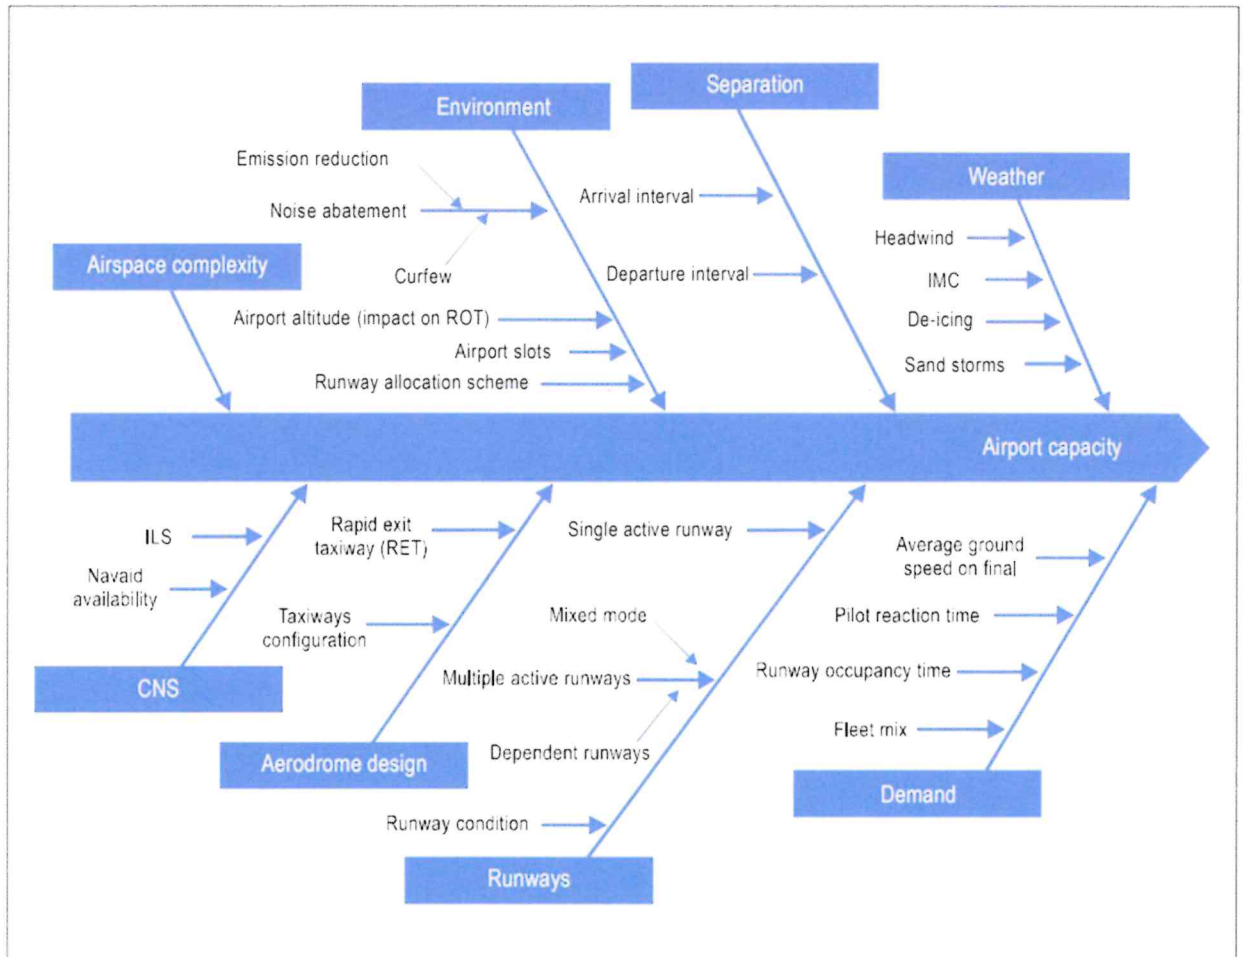 Separation
Environment
Emission reduction
Noise abatement
Curfew
Arrival interval
Departure interval
Weather
Headwind
IMC
De-icing
Sand storms
Airspace complexity
Airport altitude (impact on ROT)
Airport slots
Runway allocation scheme
Airport capacity
ILS
Navaid
availability
CNS
Rapid exit
taxiway (RET)
Taxiways
configuration
Aerodrome design
Single active runway
Mixed mode
Multiple active runways
Dependent runways
Runway condition
Runways
Average ground
speed on final
Pilot reaction time
Runway occupancy time
Fleet mix
Demand